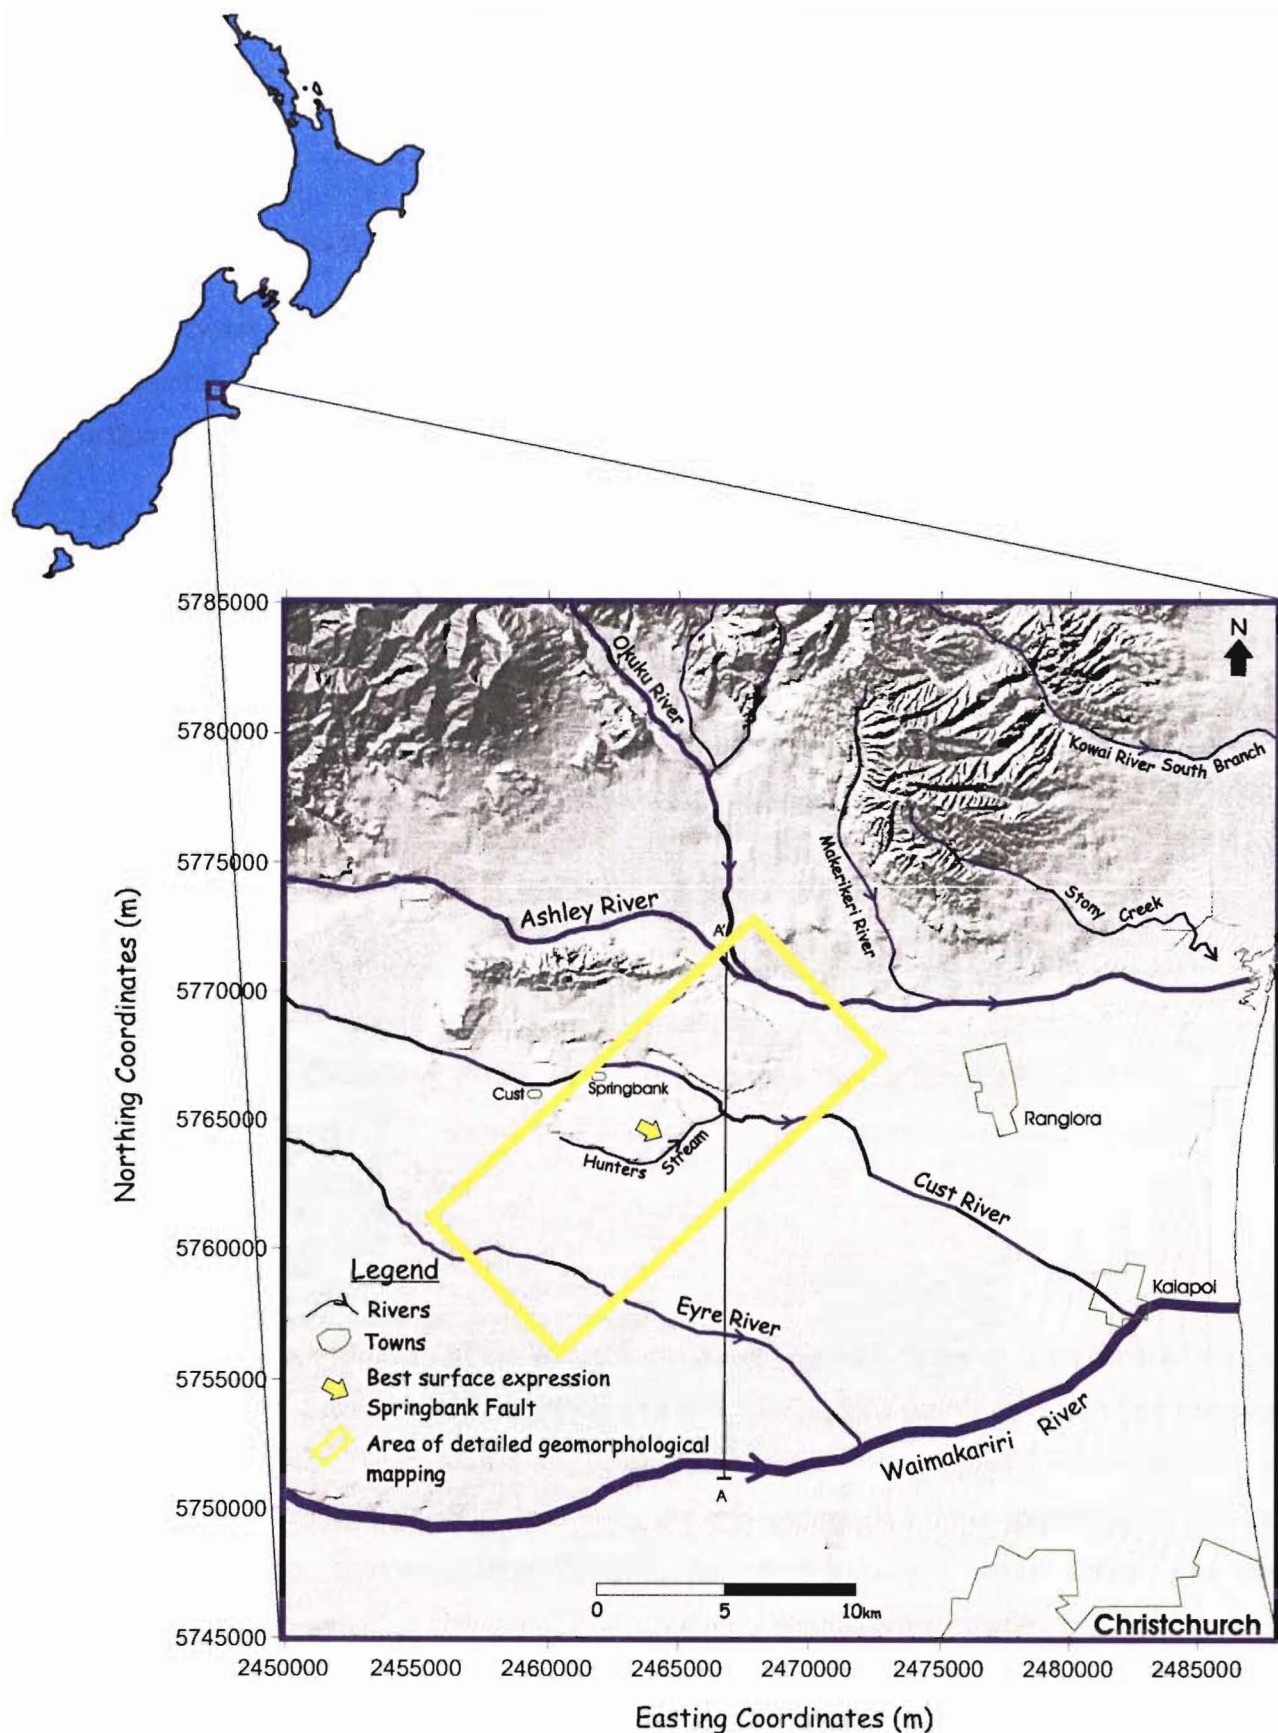 5785000
N
Okuku River
5780000
Kowai River South Branch
5775000
Makerikeri River
Stony Creek
Ashley River
A'
5770000
Northing Coordinates (m)
Cust
Springbank
5765000
Rangiora
Hunters Stream
Cust River
5760000
Legend
Kaiapoi
Rivers
Eyre River
Towns
5755000
Best surface expression
Springbank Fault
Area of detailed geomorphological
mapping
Waimakariri River
5750000
A
0 5 10km
Christchurch
5745000
2450000 2455000 2460000 2465000 2470000 2475000 2480000 2485000
Easting Coordinates (m)